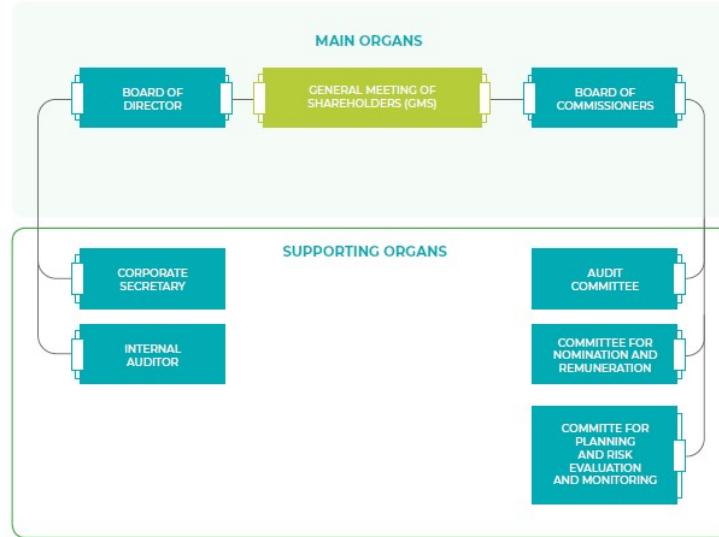 MAIN ORGANS
BOARD OF
DIRECTOR
GENERAL MEETING OF
SHAREHOLDERS (GMS)
BOARD OF
COMMISSIONERS
SUPPORTING ORGANS
CORPORATE
SECRETARY
AUDIT
COMMITTEE
INTERNAL
AUDITOR
COMMITTEE FOR
NOMINATION AND
REMUNERATION
COMMITTE FOR
PLANNING
AND RISK
EVALUATION
AND MONITORING